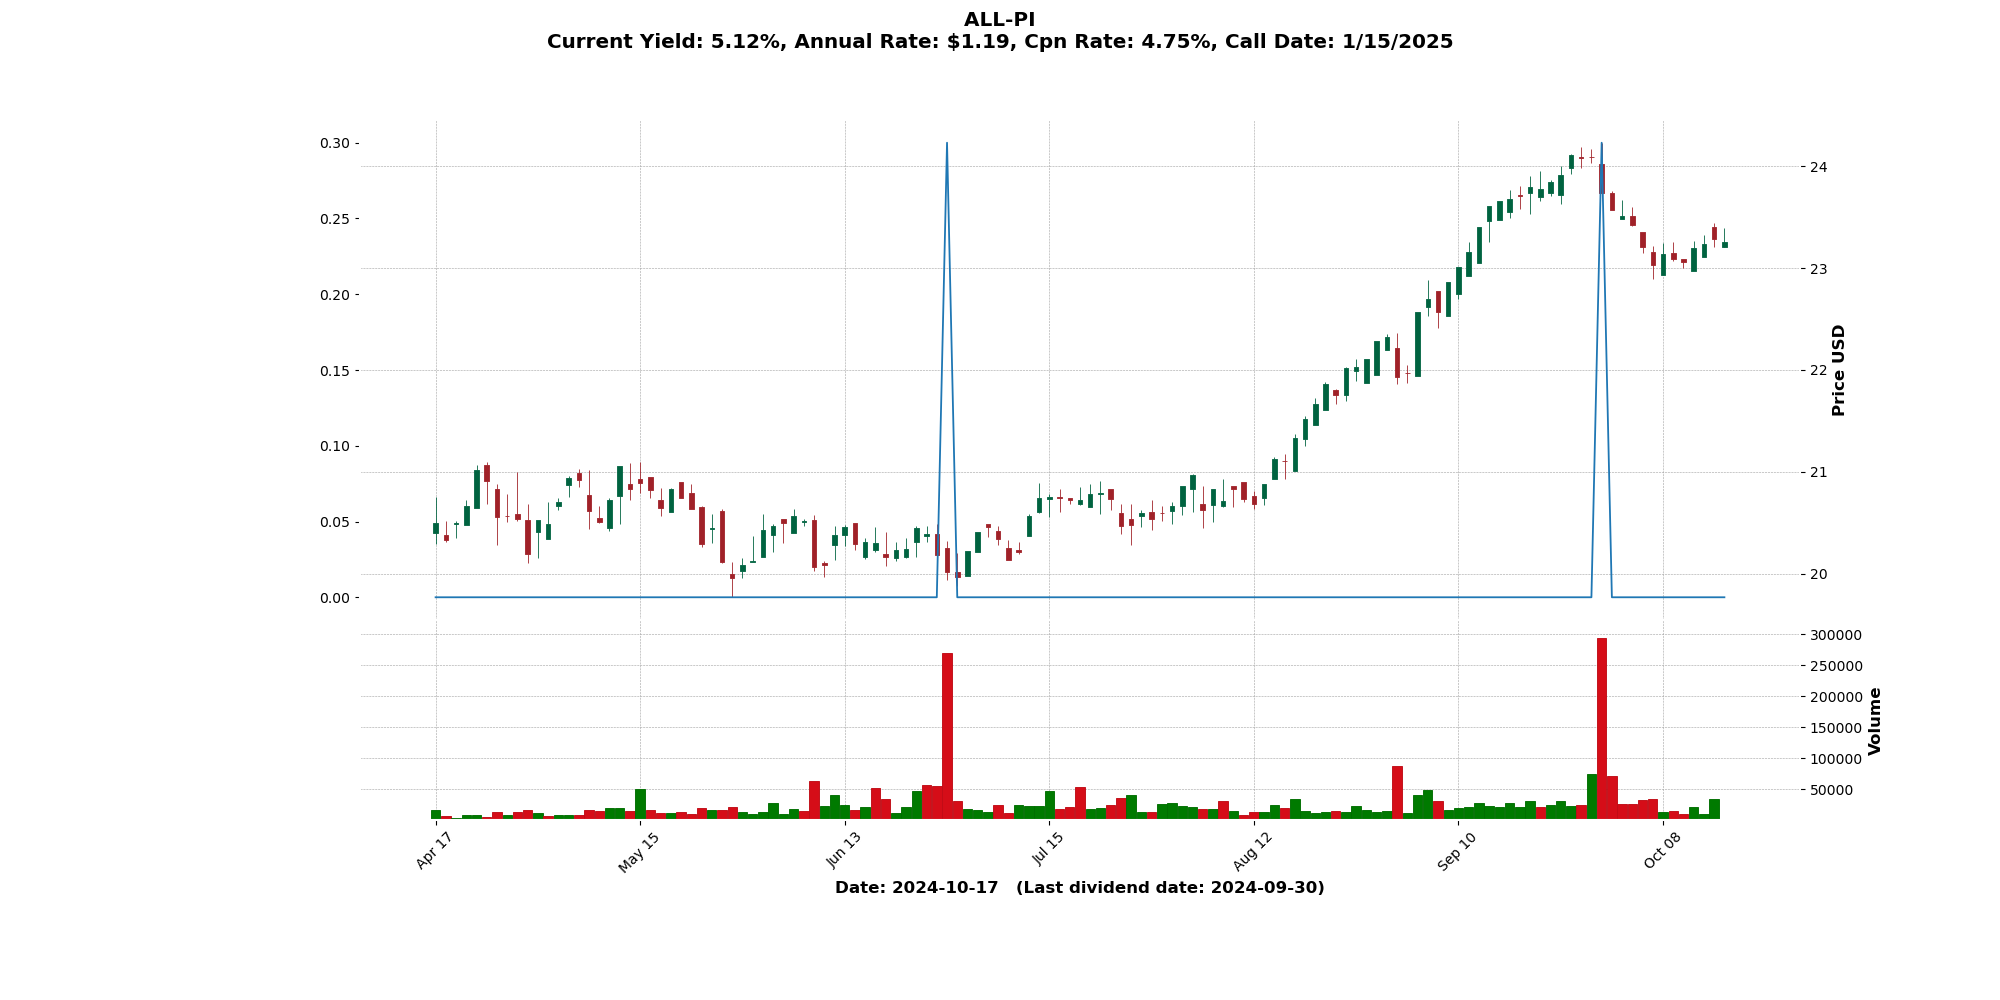 ALL-PI
Current Yield: 5.12%, Annual Rate: $1.19, Cpn Rate: 4.75%, Call Date: 1/15/2025
0.30
0.25
0.20
0.15
0.10
0.05
0.00
24
23
22
21
20
Price USD
300000
250000
200000
150000
100000
50000
Volume
Apr 17
May 15
Jun 13
Jul 15
Aug 12
Sep 10
Oct 08
Date: 2024-10-17 (Last dividend date: 2024-09-30)